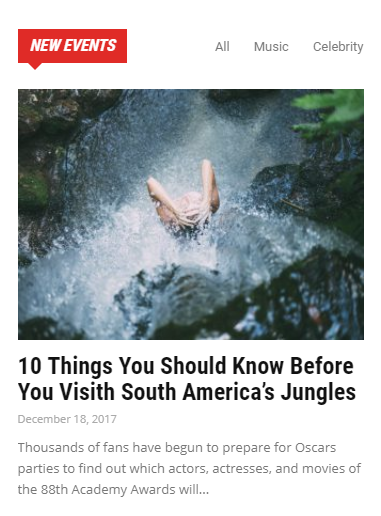 NEW EVENTS
All Music Celebrity
10 Things You Should Know Before
You Visith South America's Jungles
December 18, 2017
Thousands of fans have begun to prepare for Oscars
parties to find out which actors, actresses, and movies of
the 88th Academy Awards will...